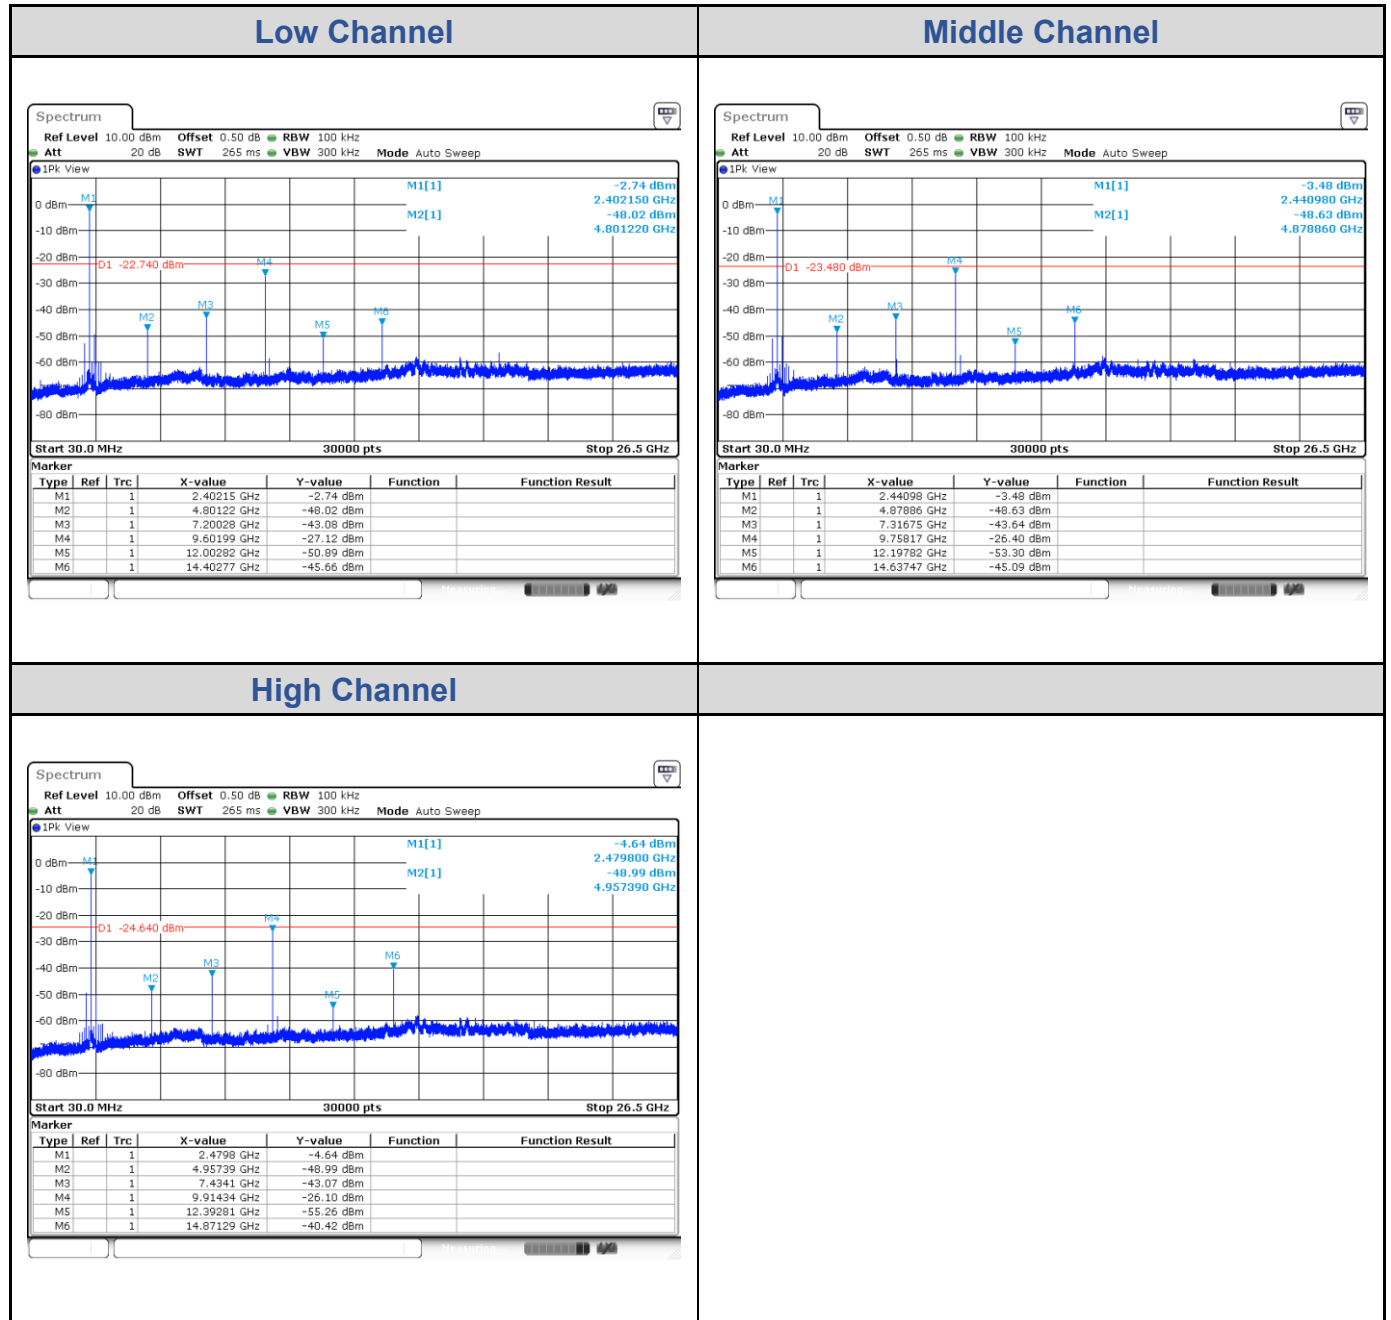 Low Channel
Middle Channel
Spectrum
Ref Level 10.00 dBm Offset 0.50 dB RBW 100 kHz
Att 20 dB SWT 265 ms VBW 300 kHz Mode Auto Sweep
1Pk View
M1[1] -2.74 dBm
2.402150 GHz
M2[1] -48.02 dBm
4.801220 GHz
0 dBm
-10 dBm
-20 dBm
-30 dBm
-40 dBm
-50 dBm
-60 dBm
-80 dBm
D1 -22.740 dBm
M1
M2
M3
M4
M5
M6
Start 30.0 MHz 30000 pts Stop 26.5 GHz
Marker
Type Ref Trc X-value Y-value Function Function Result
M1 1 2.40215 GHz -2.74 dBm
M2 1 4.80122 GHz -48.02 dBm
M3 1 7.20028 GHz -43.08 dBm
M4 1 9.60199 GHz -27.12 dBm
M5 1 12.00282 GHz -50.89 dBm
M6 1 14.40277 GHz -45.66 dBm
Spectrum
Ref Level 10.00 dBm Offset 0.50 dB RBW 100 kHz
Att 20 dB SWT 265 ms VBW 300 kHz Mode Auto Sweep
1Pk View
M1[1] -3.48 dBm
2.440980 GHz
M2[1] -48.63 dBm
4.878860 GHz
0 dBm
-10 dBm
-20 dBm
-30 dBm
-40 dBm
-50 dBm
-60 dBm
-80 dBm
D1 -23.480 dBm
M1
M2
M3
M4
M5
M6
Start 30.0 MHz 30000 pts Stop 26.5 GHz
Marker
Type Ref Trc X-value Y-value Function Function Result
M1 1 2.44098 GHz -3.48 dBm
M2 1 4.87886 GHz -48.63 dBm
M3 1 7.31675 GHz -43.64 dBm
M4 1 9.75817 GHz -26.40 dBm
M5 1 12.19782 GHz -53.30 dBm
M6 1 14.63747 GHz -45.09 dBm
High Channel
Spectrum
Ref Level 10.00 dBm Offset 0.50 dB RBW 100 kHz
Att 20 dB SWT 265 ms VBW 300 kHz Mode Auto Sweep
1Pk View
M1[1] -4.64 dBm
2.479800 GHz
M2[1] -48.99 dBm
4.957390 GHz
0 dBm
-10 dBm
-20 dBm
-30 dBm
-40 dBm
-50 dBm
-60 dBm
-80 dBm
D1 -24.640 dBm
M1
M2
M3
M4
M5
M6
Start 30.0 MHz 30000 pts Stop 26.5 GHz
Marker
Type Ref Trc X-value Y-value Function Function Result
M1 1 2.4798 GHz -4.64 dBm
M2 1 4.95739 GHz -48.99 dBm
M3 1 7.4341 GHz -43.07 dBm
M4 1 9.91434 GHz -26.10 dBm
M5 1 12.39281 GHz -55.26 dBm
M6 1 14.87129 GHz -40.42 dBm